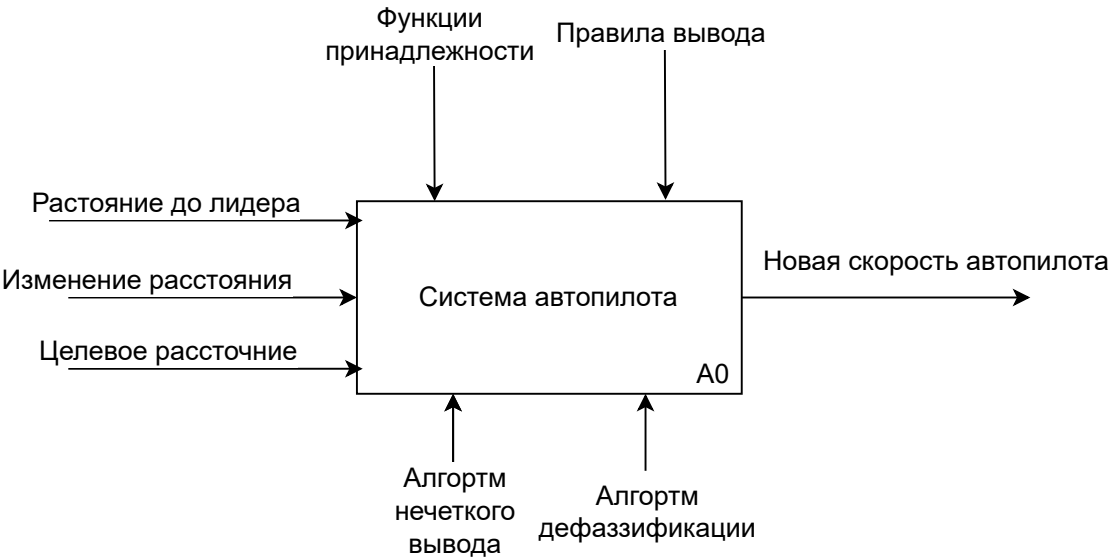 Функции
принадлежности
Правила вывода
Растояние до лидера
Изменение расстояния
Целевое рассточние
Система автопилота
A0
Новая скорость автопилота
Алгортм
нечеткого
вывода
Алгортм
дефаззификации